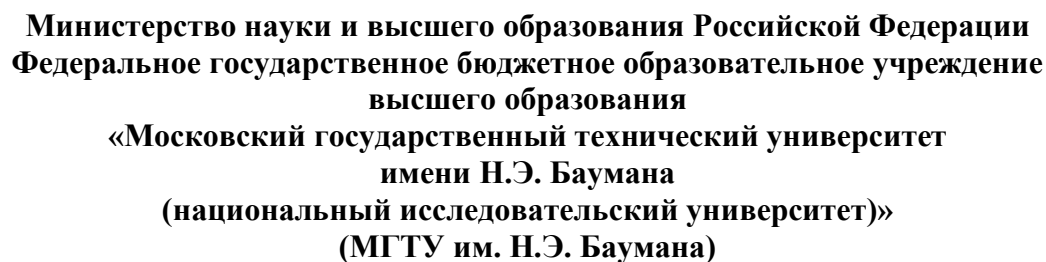 Министерство науки и высшего образования Российской Федерации
Федеральное государственное бюджетное образовательное учреждение
высшего образования
«Московский государственный технический университет
имени Н.Э. Баумана
(национальный исследовательский университет)»
(МГТУ им. Н.Э. Баумана)